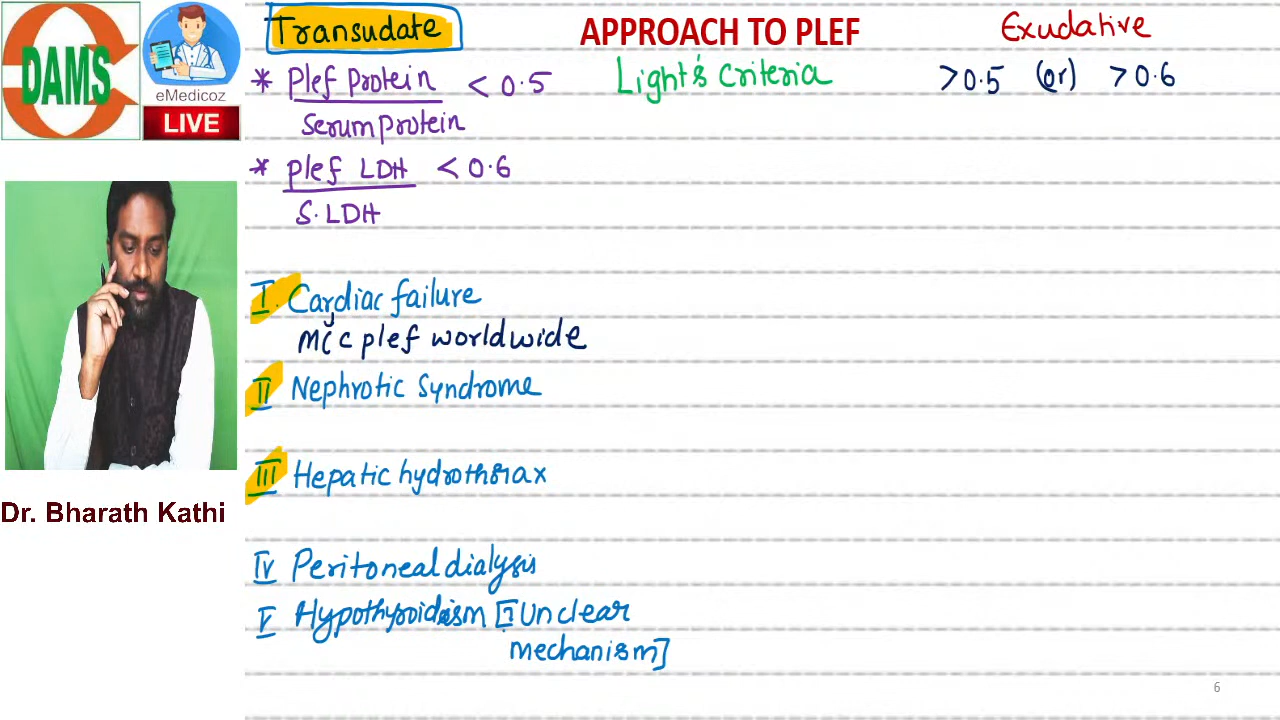 DAMS
eMedicoz
LIVE
Dr. Bharath Kathi
Transudate
APPROACH TO PLEF
Exudative
* Plef protein < 0.5
Serum protein
Light's Criteria
>0.5 (or) >0.6
* Plef LDH < 0.6
S. LDH
I. Cardiac failure
M/C plef worldwide
II Nephrotic Syndrome
III Hepatic hydrothorax
IV Peritoneal dialysis
V Hypothyroidism [? Unclear
mechanism]
6